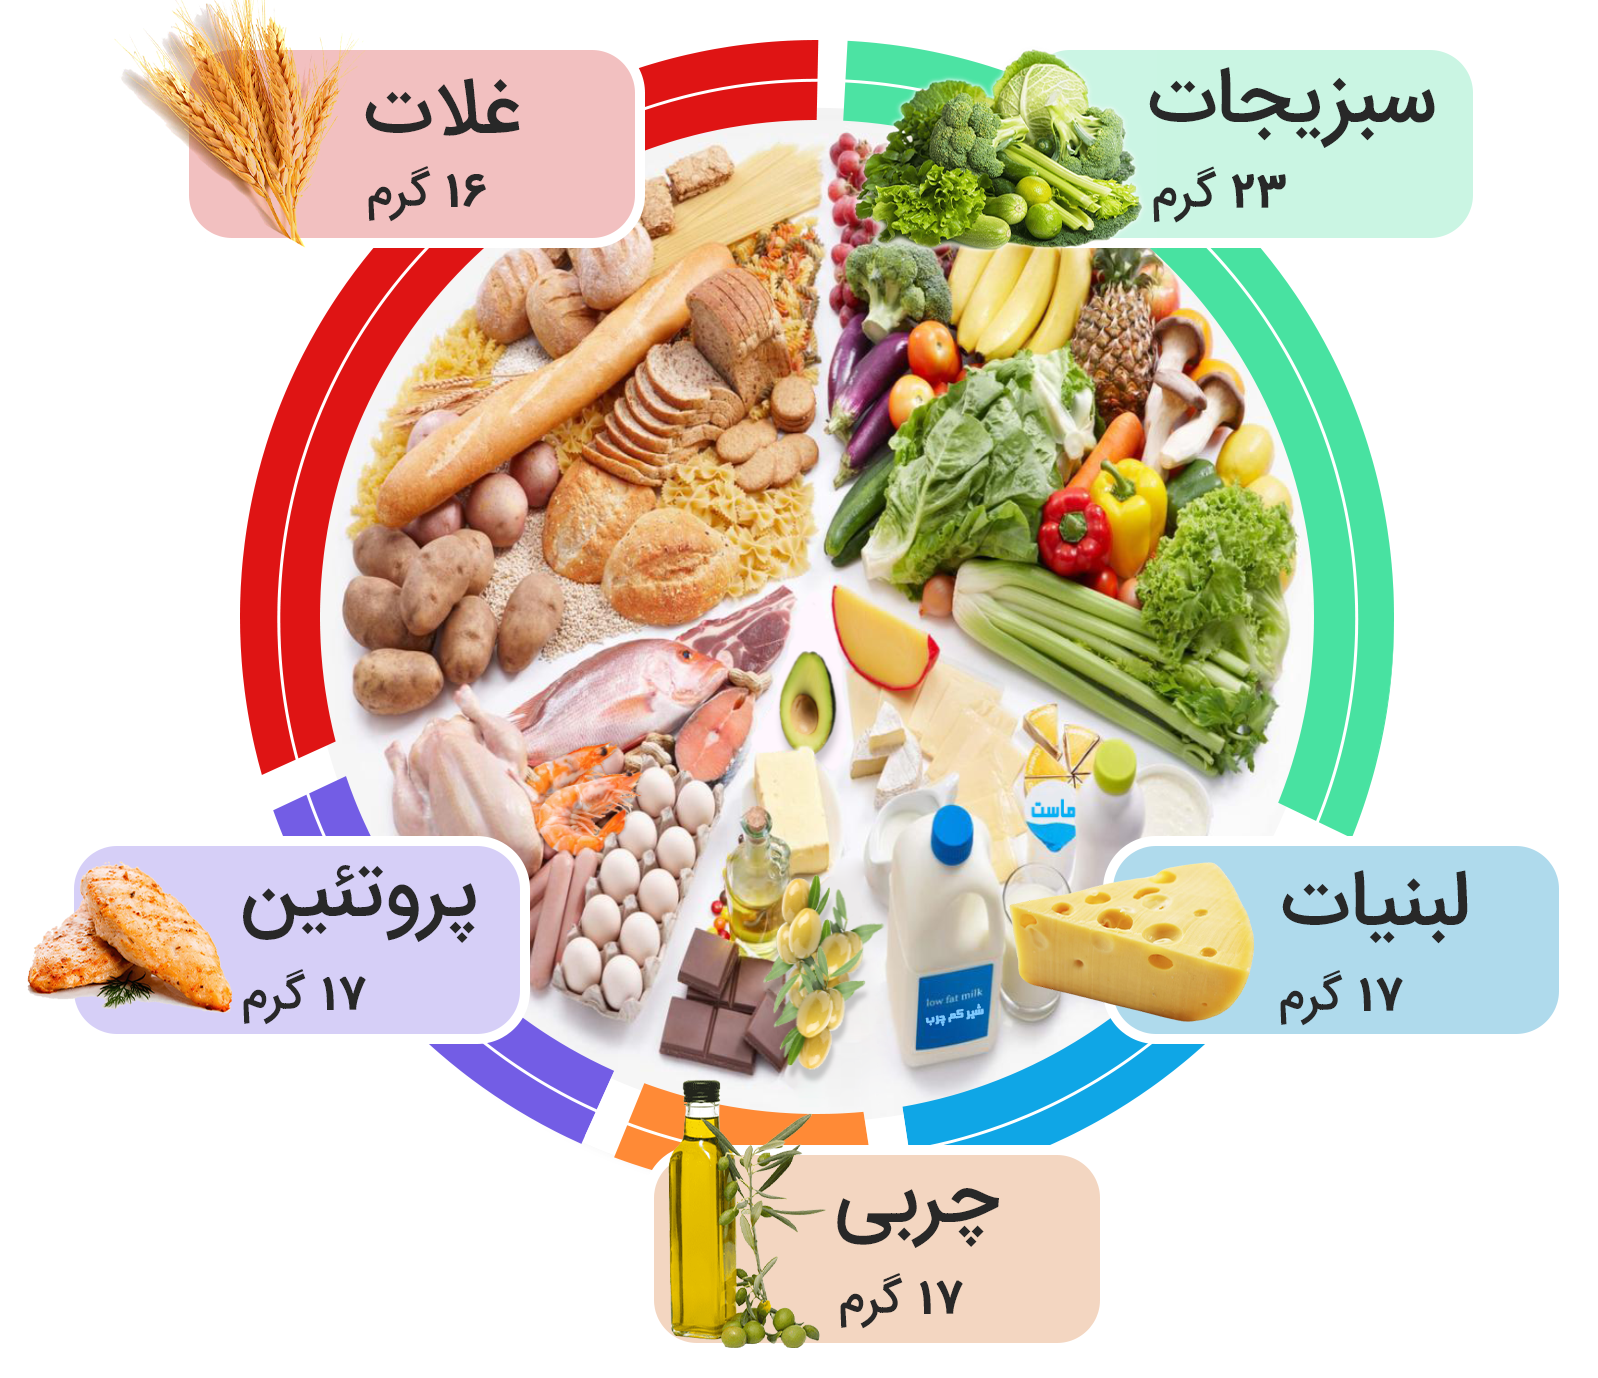 سبزیجات
۲۳ گرم
غلات
۱۶ گرم
ماست
لبنیات
۱۷ گرم
پروتئین
۱۷ گرم
low fat milk
شیر کم چرب
چربی
۱۷ گرم